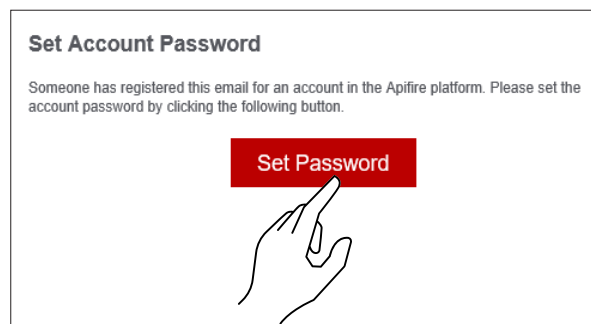 Set Account Password
Someone has registered this email for an account in the Apifire platform. Please set the
account password by clicking the following button.
Set Password